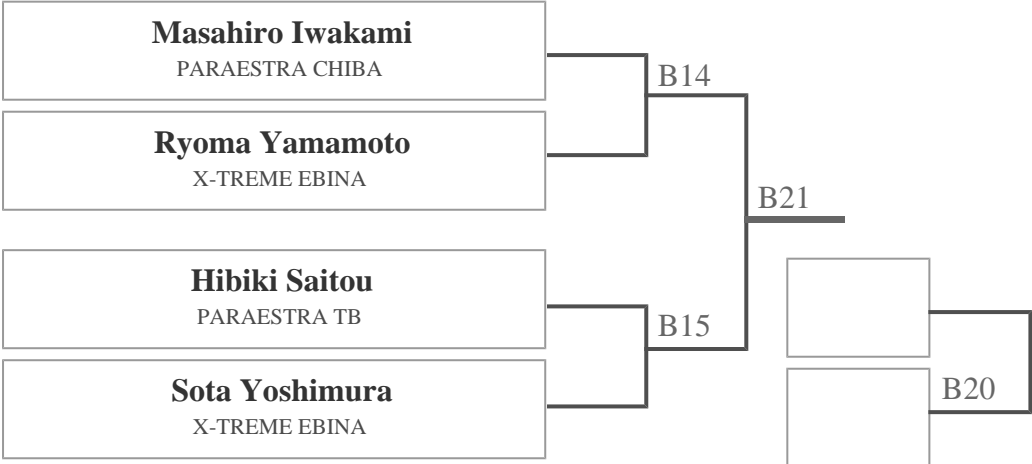 Masahiro Iwakami
PARAESTRA CHIBA
B14
Ryoma Yamamoto
X-TREME EBINA
B21
Hibiki Saitou
PARAESTRA TB
B15
Sota Yoshimura
X-TREME EBINA
B20